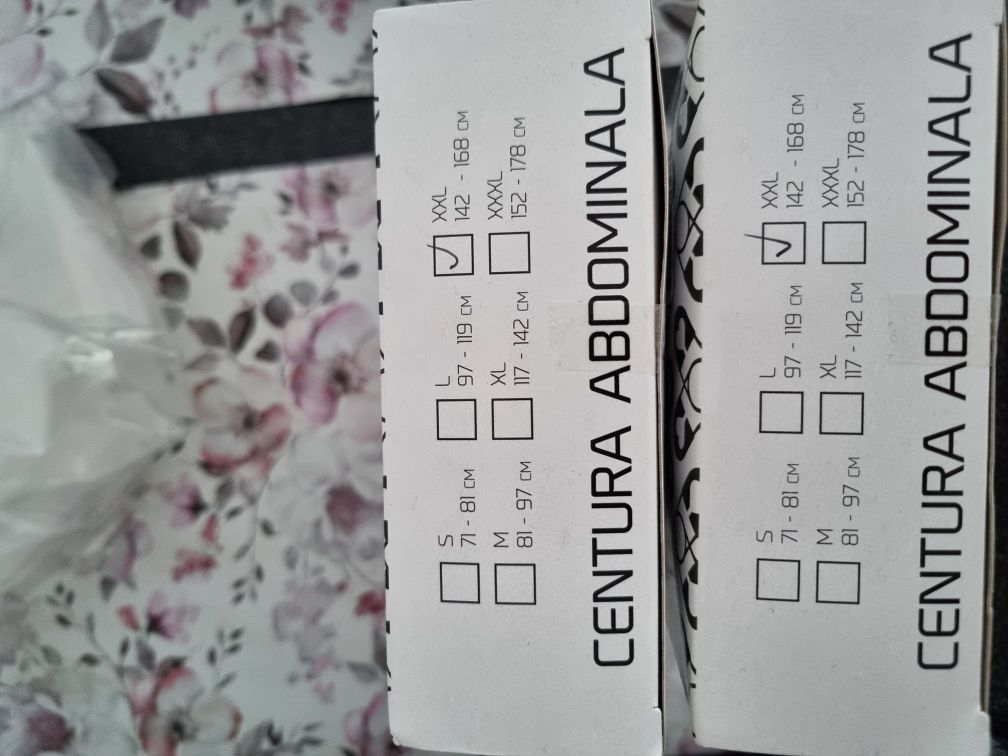 S
71 - 81 CM
L
97 - 119 CM
XXL
142 - 168 CM
M
81 - 97 CM
XL
117 - 142 CM
XXXL
152 - 178 CM
CENTURA ABDOMINALA
S
71 - 81 CM
L
97 - 119 CM
XXL
142 - 168 CM
M
81 - 97 CM
XL
117 - 142 CM
XXXL
152 - 178 CM
CENTURA ABDOMINALA